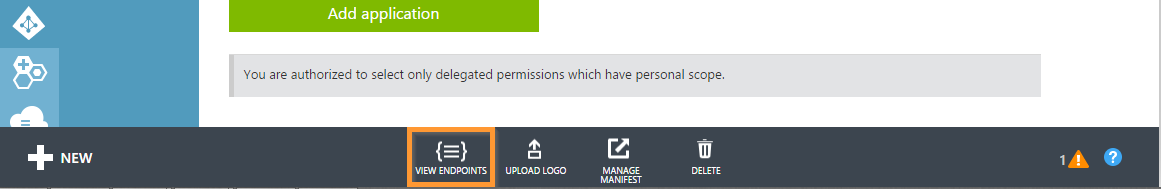 Add application
You are authorized to select only delegated permissions which have personal scope.
NEW
VIEW ENDPOINTS
UPLOAD LOGO
MANAGE
MANIFEST
DELETE
1